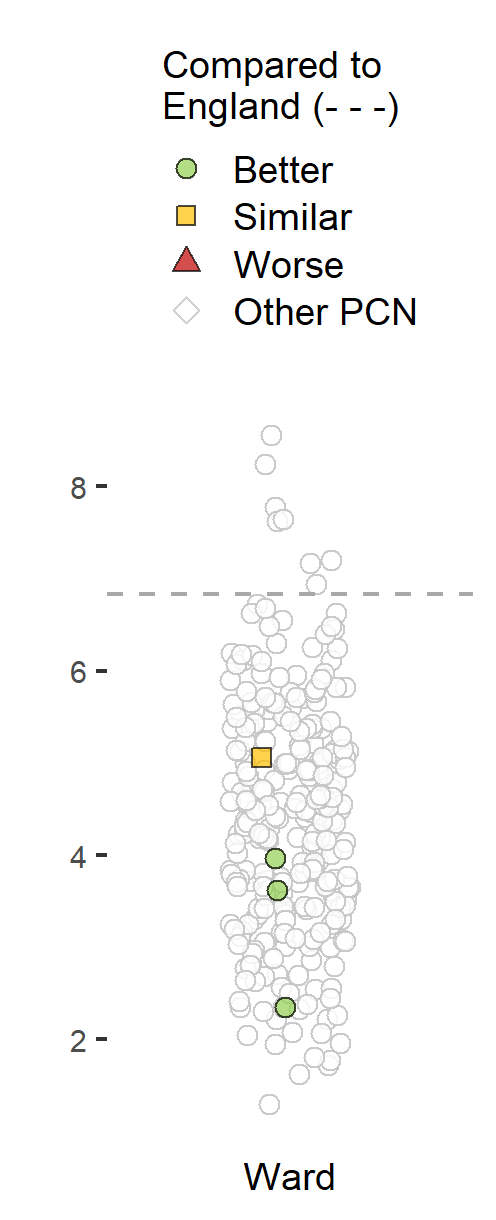 Compared to
England (- - -)
Better
Similar
Worse
Other PCN
8
6
4
2
Ward